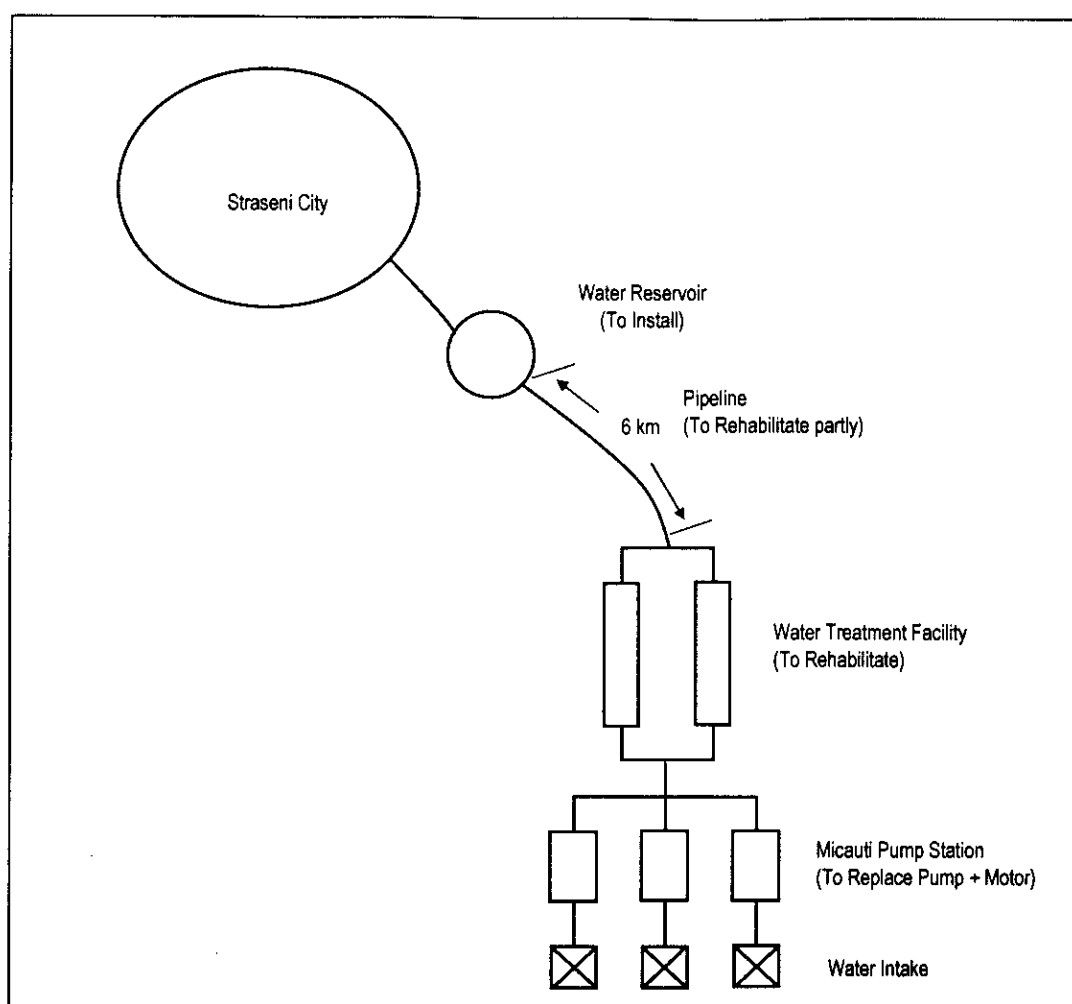 Straseni City
Water Reservoir
(To Install)
Pipeline
6 km (To Rehabilitate partly)
Water Treatment Facility
(To Rehabilitate)
Micauti Pump Station
(To Replace Pump + Motor)
Water Intake